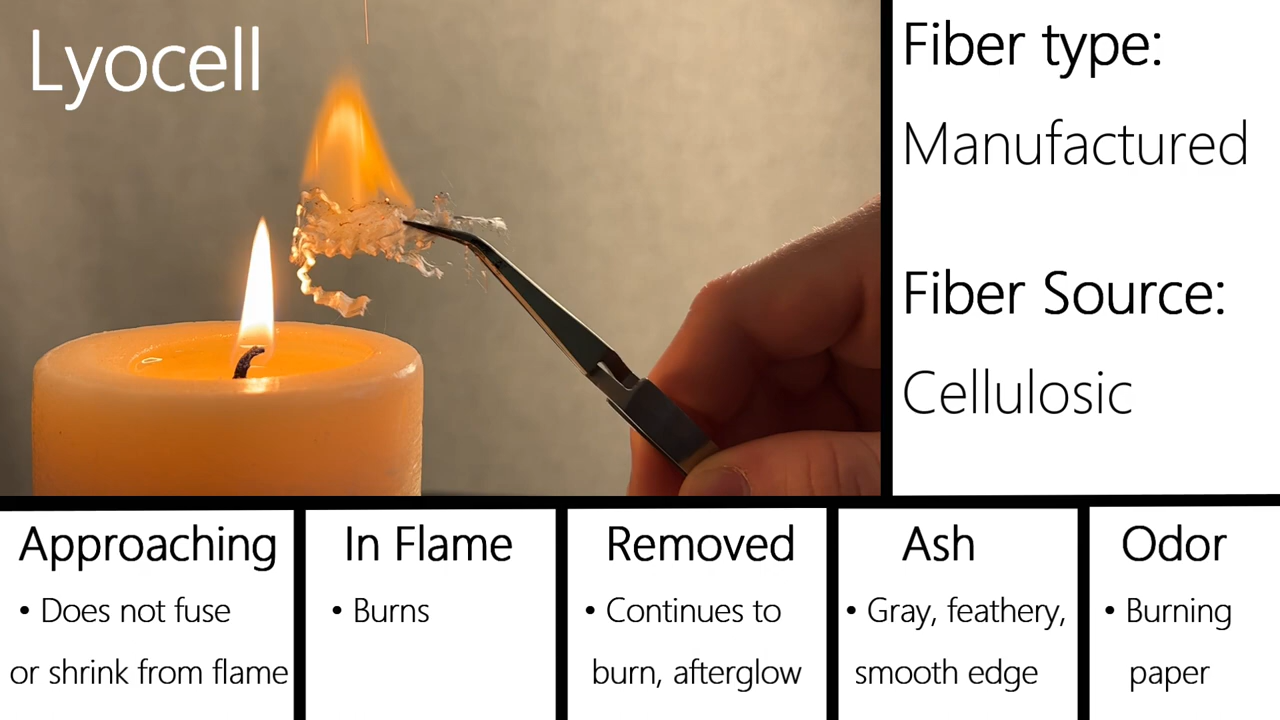 Lyocell
Fiber type:
Manufactured
Fiber Source:
Cellulosic
Approaching
• Does not fuse
or shrink from flame
In Flame
• Burns
Removed
• Continues to
burn, afterglow
Ash
• Gray, feathery,
smooth edge
Odor
• Burning
paper